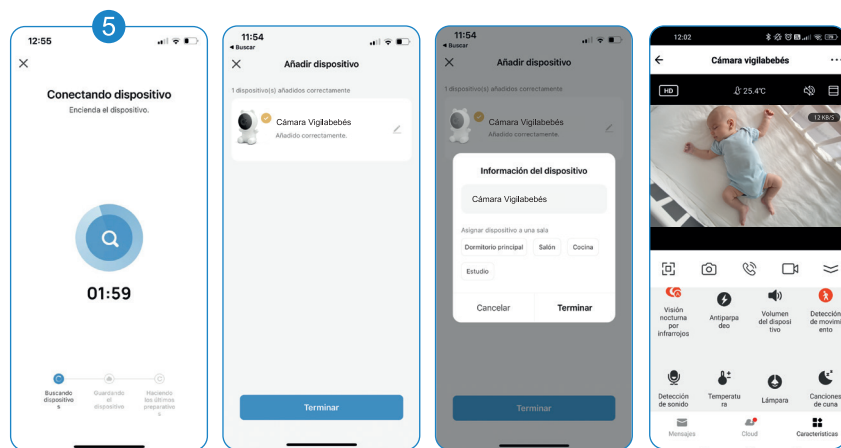 5
12:55
Conectando dispositivo
Encienda el dispositivo.
01:59
Buscando
dispositivo
s
Guardando
el
dispositivo
Haciendo
los últimos
preparativo
s
11:54
◄ Buscar
Añadir dispositivo
1 dispositivo(s) añadidos correctamente
Cámara Vigilabebés
Añadido correctamente.
Terminar
11:54
◄ Buscar
Añadir dispositivo
1 dispositivo(s) añadidos correctamente
Cámara Vigilabebés
Añadido correctamente.
Información del dispositivo
Cámara Vigilabebés
Asignar dispositivo a una sala
Dormitorio principal
Salón
Cocina
Estudio
Cancelar
Terminar
Terminar
12:02
Cámara vigilabebés
HD
25.4°C
12 KB/S
Visión
nocturna
por
infrarrojos
Antiparpa
deo
Volumen
del disposi
tivo
Detección
de movimi
ento
Detección
de sonido
Temperatu
ra
Lámpara
Canciones
de cuna
Mensajes
Cloud
Características